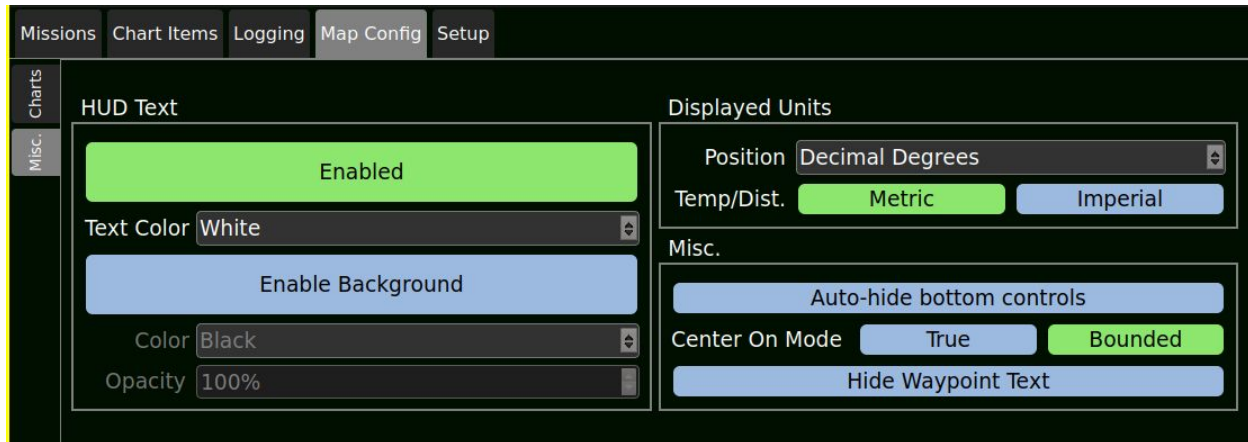 Missions Chart Items Logging Map Config Setup
Charts
Misc.
HUD Text
Enabled
Text Color White
Enable Background
Color Black
Opacity 100%
Displayed Units
Position Decimal Degrees
Temp/Dist. Metric Imperial
Misc.
Auto-hide bottom controls
Center On Mode True Bounded
Hide Waypoint Text